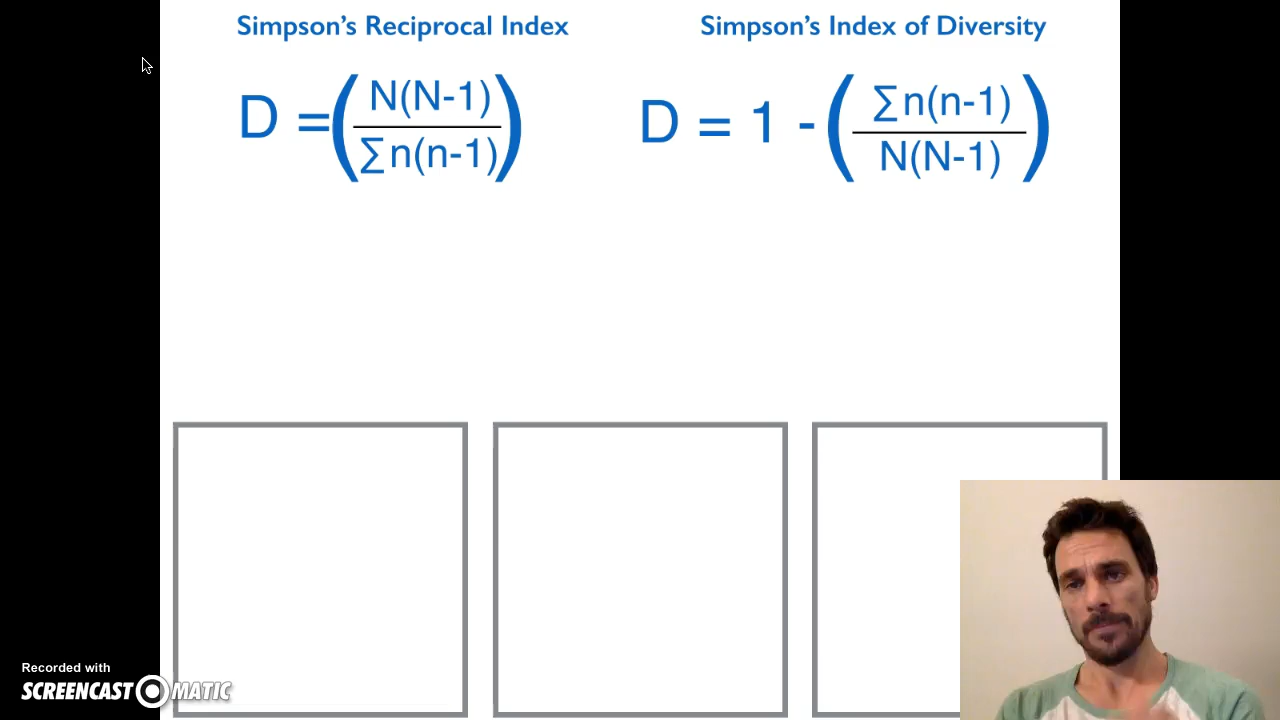 Simpson's Reciprocal Index
D = ( N(N-1) / ∑n(n-1) )
Simpson's Index of Diversity
D = 1 - ( ∑n(n-1) / N(N-1) )
Recorded with
SCREENCAST-O-MATIC